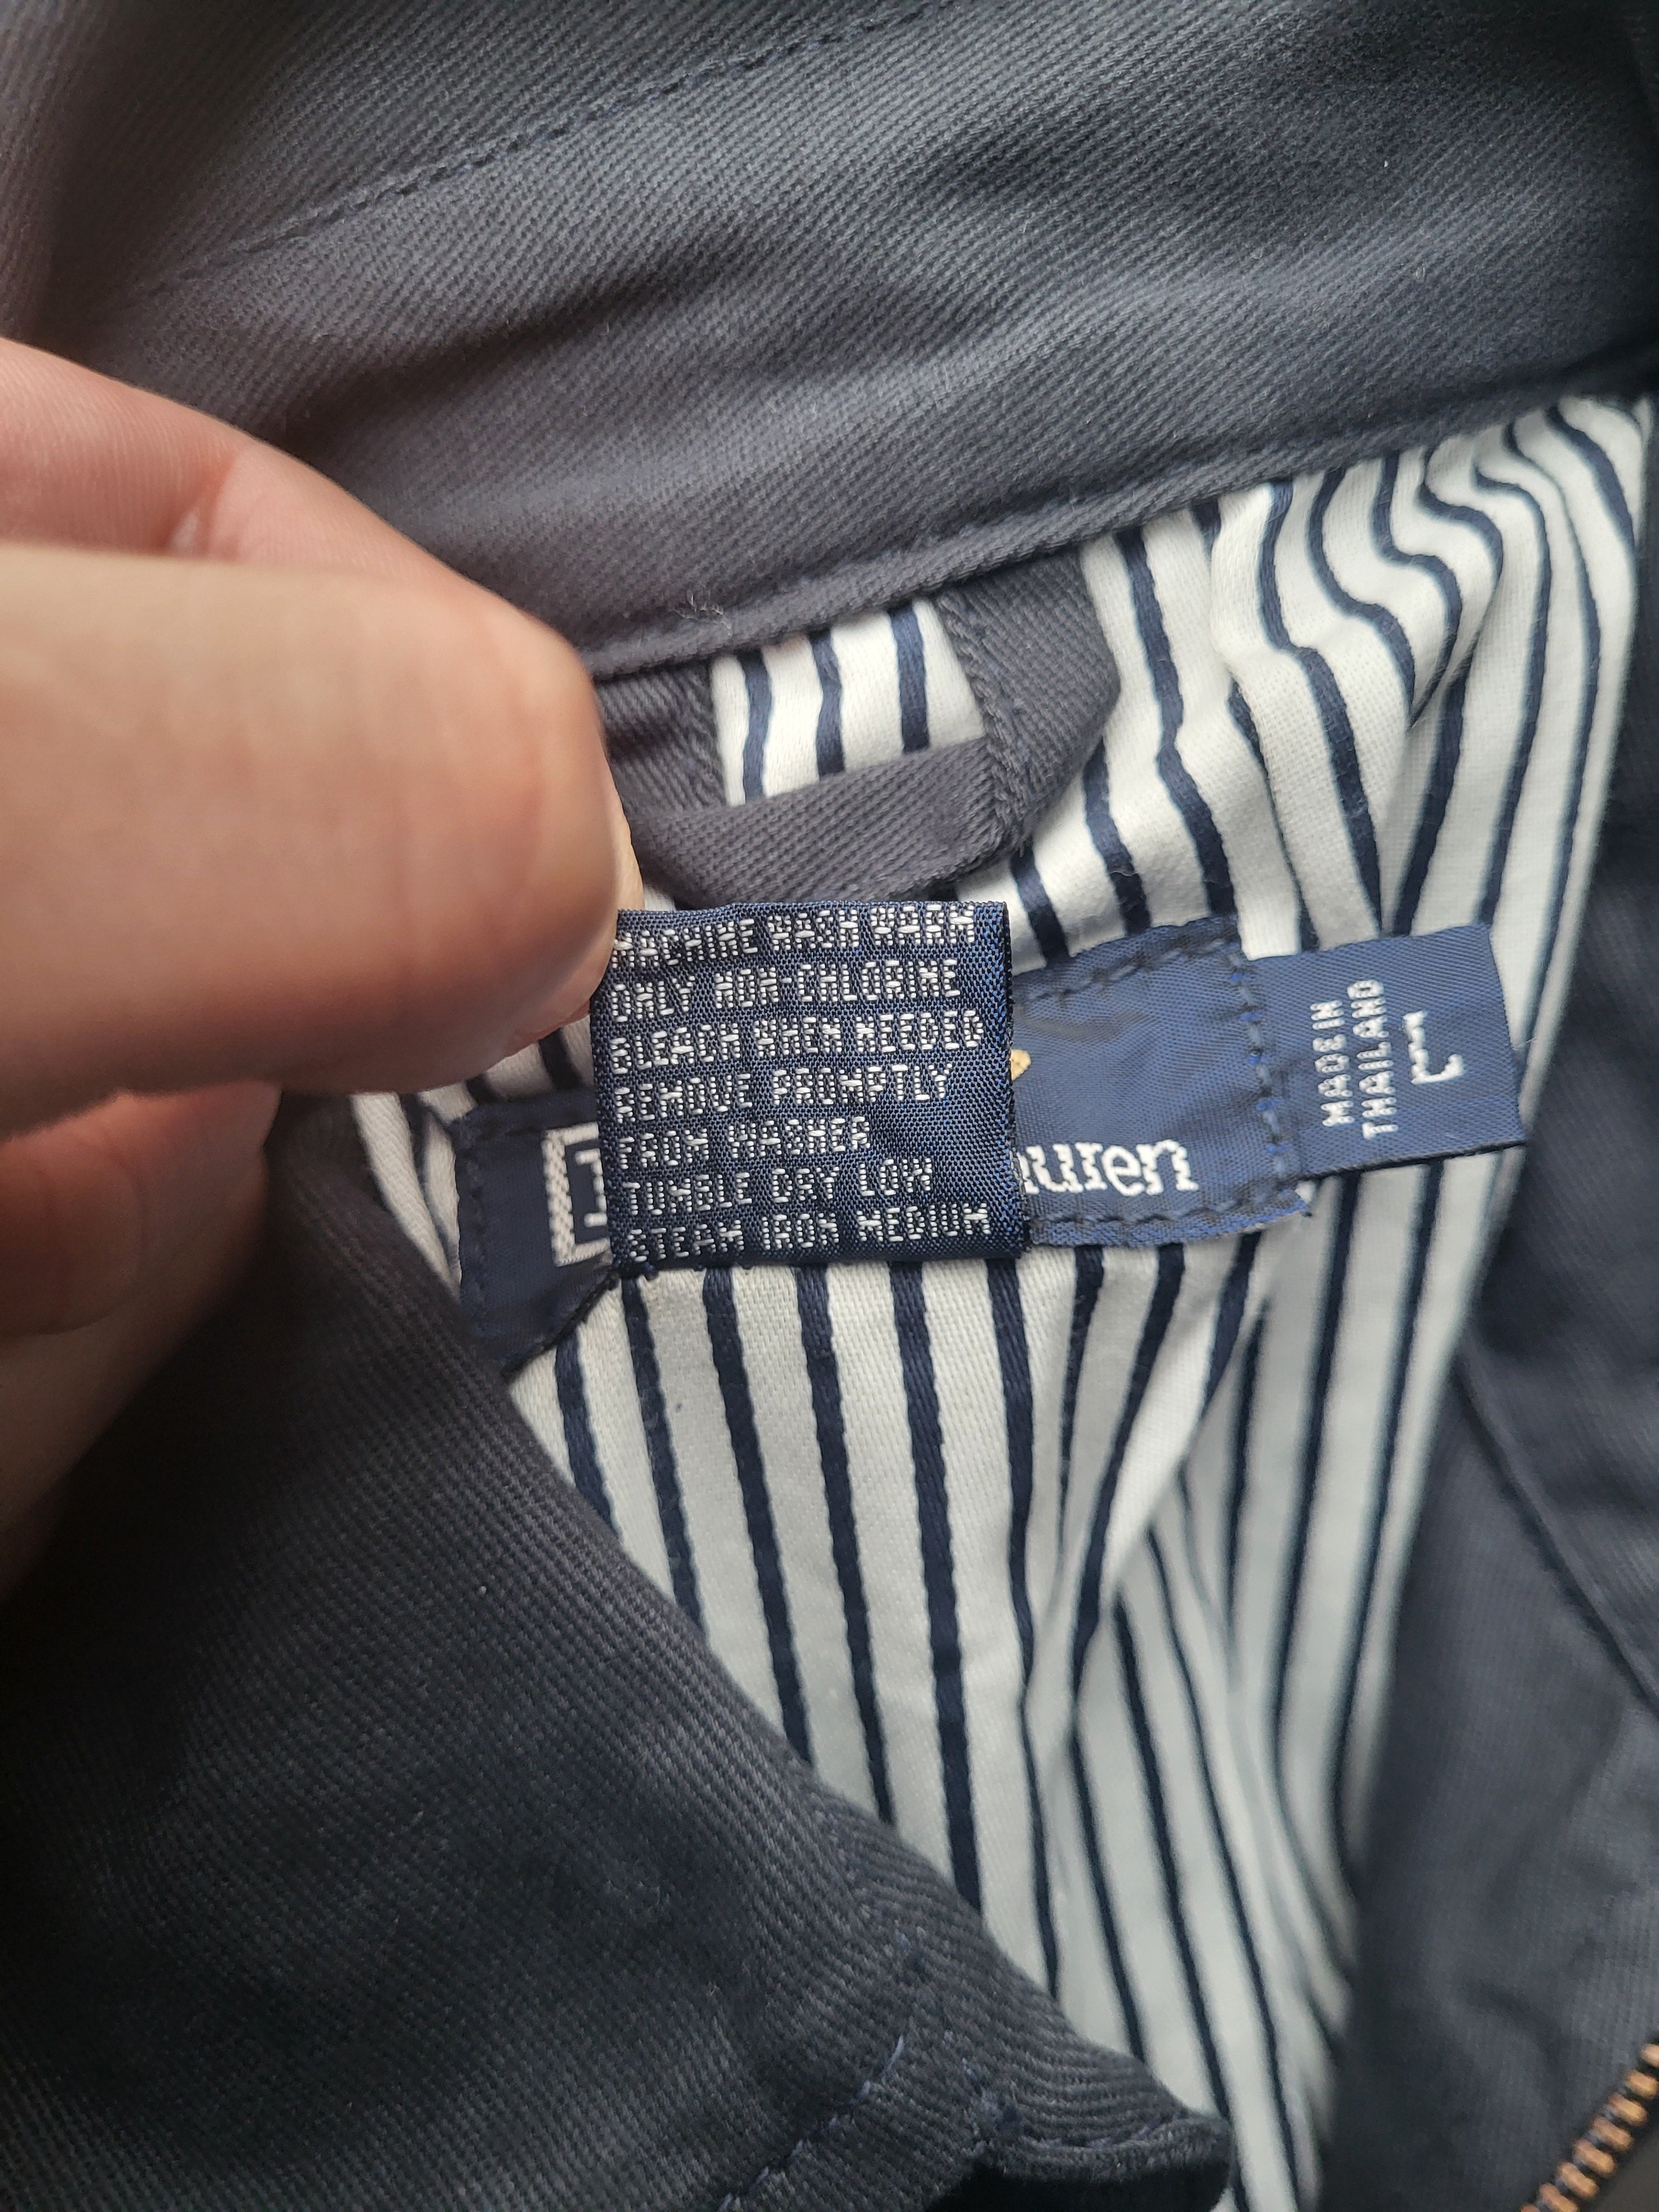 MACHINE WASH WARM
ONLY NON-CHLORINE
BLEACH WHEN NEEDED
REMOVE PROMPTLY
FROM WASHER
TUMBLE DRY LOW
STEAM IRON MEDIUM
uren
MADE IN
THAILAND
L